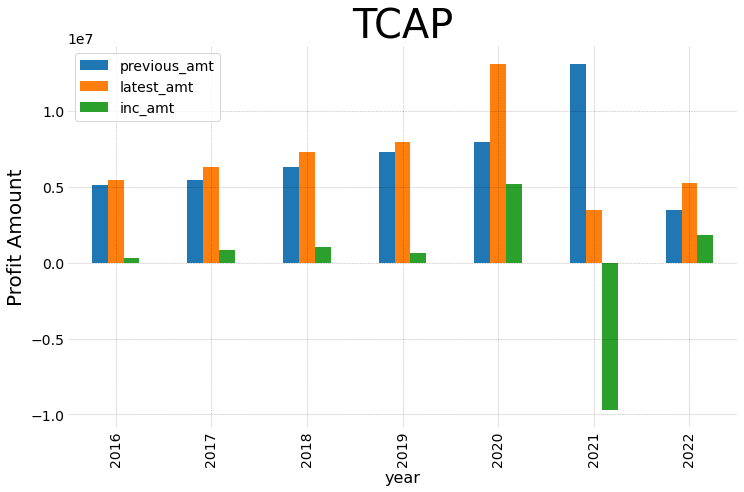 TCAP
1e7
previous_amt
latest_amt
inc_amt
Profit Amount
1.0
0.5
0.0
−0.5
−1.0
2016 2017 2018 2019 2020 2021 2022
year